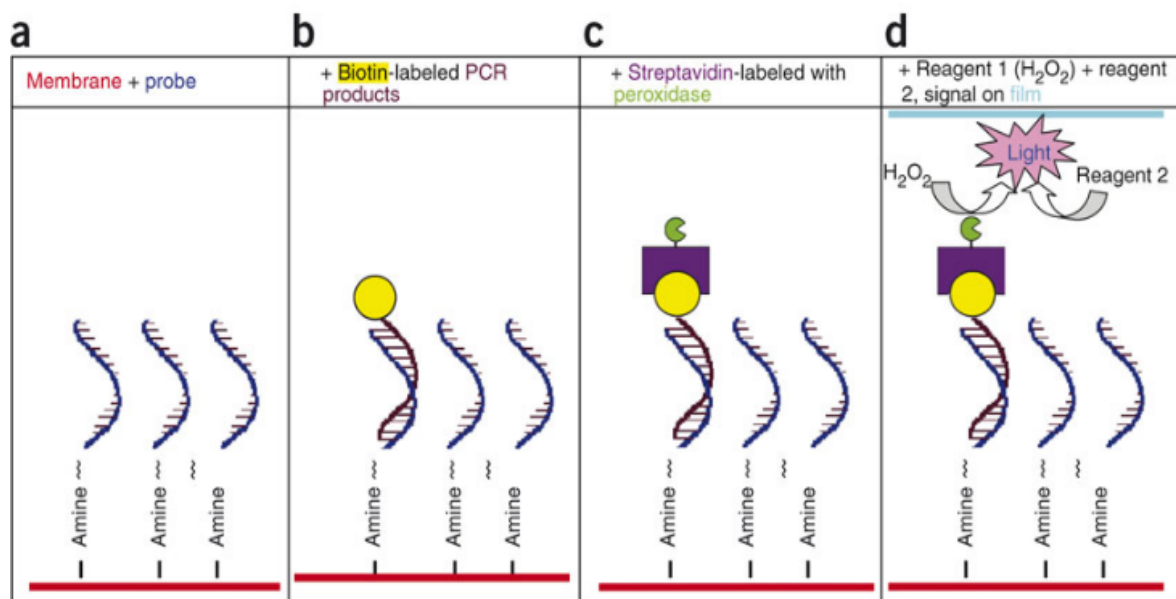 a
Membrane + probe
Amine
Amine
Amine
b
+ Biotin-labeled PCR
products
Amine
Amine
Amine
c
+ Streptavidin-labeled with
peroxidase
Amine
Amine
Amine
d
+ Reagent 1 (H₂O₂) + reagent
2, signal on film
Light
H₂O₂
Reagent 2
Amine
Amine
Amine